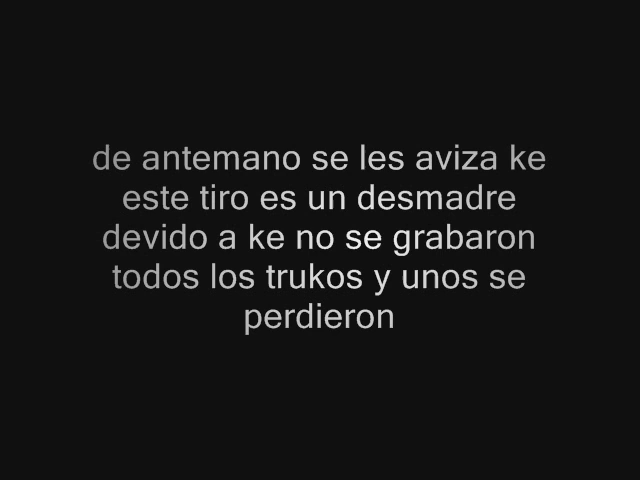 de antemano se les aviza ke
este tiro es un desmadre
devido a ke no se grabaron
todos los trukos y unos se
perdieron